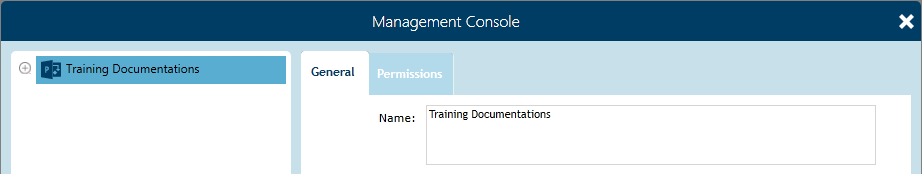 Management Console
Training Documentations
General
Permissions
Name:
Training Documentations